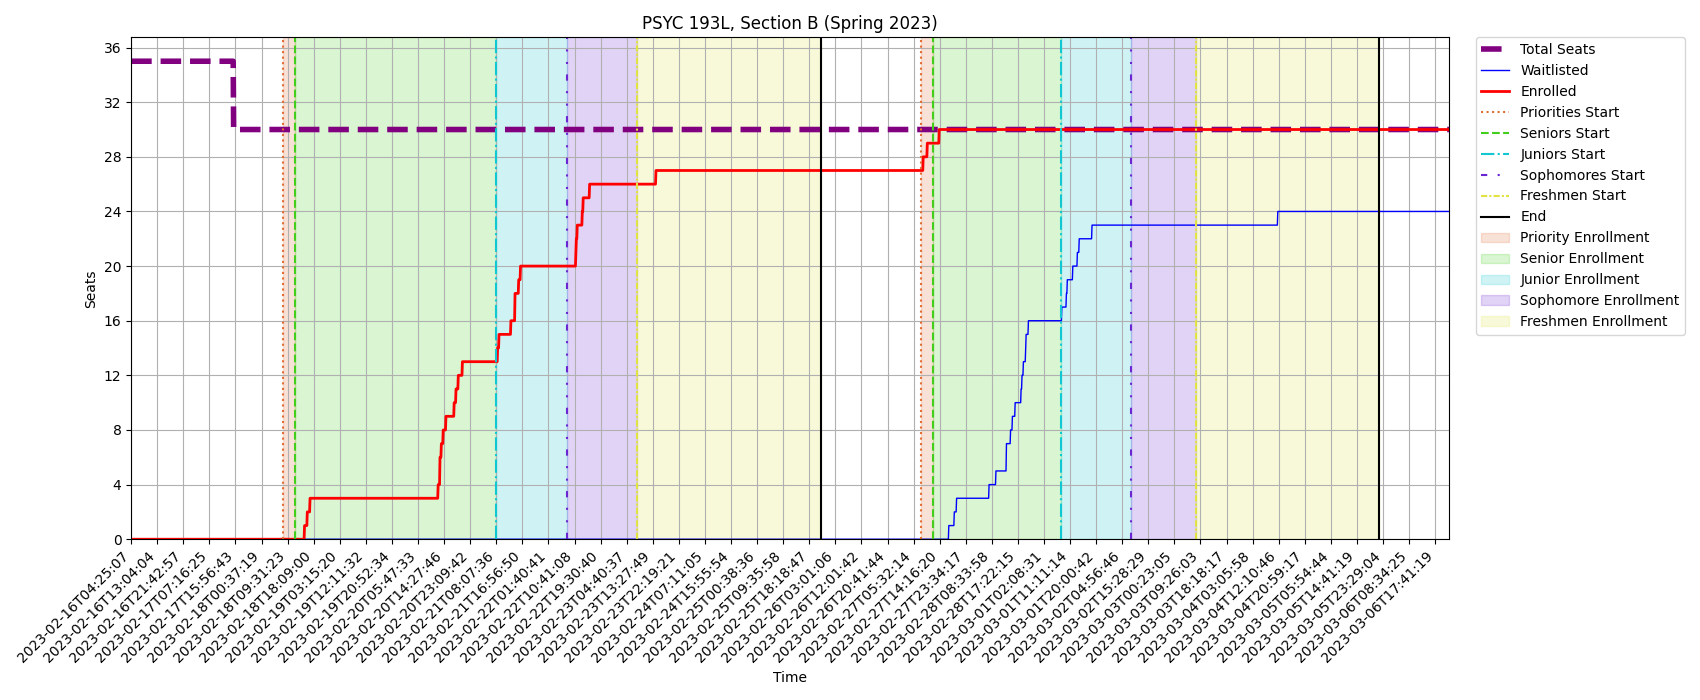 PSYC 193L, Section B (Spring 2023)
36
32
28
24
20
16
12
8
4
0
Seats
2023-02-16T04:25:07
2023-02-16T13:04:04
2023-02-16T21:42:57
2023-02-17T07:16:25
2023-02-17T15:56:43
2023-02-18T00:37:19
2023-02-18T09:31:23
2023-02-18T18:09:00
2023-02-19T03:15:20
2023-02-19T12:11:32
2023-02-19T20:52:34
2023-02-20T05:47:33
2023-02-20T14:27:46
2023-02-20T23:09:42
2023-02-21T08:07:36
2023-02-21T16:56:50
2023-02-22T01:40:41
2023-02-22T10:41:08
2023-02-22T19:30:40
2023-02-23T04:40:37
2023-02-23T13:27:49
2023-02-23T22:19:21
2023-02-24T07:11:05
2023-02-24T15:55:54
2023-02-25T00:38:36
2023-02-25T09:35:58
2023-02-25T18:18:47
2023-02-26T03:01:06
2023-02-26T12:01:42
2023-02-26T20:41:44
2023-02-27T05:32:14
2023-02-27T14:16:20
2023-02-27T23:34:17
2023-02-28T08:33:58
2023-02-28T17:22:15
2023-03-01T02:08:31
2023-03-01T11:11:14
2023-03-01T20:00:42
2023-03-02T04:56:46
2023-03-02T15:28:29
2023-03-03T00:23:05
2023-03-03T09:26:03
2023-03-03T18:18:17
2023-03-04T03:05:58
2023-03-04T12:10:46
2023-03-04T20:59:17
2023-03-05T05:54:44
2023-03-05T14:41:19
2023-03-05T23:29:04
2023-03-06T08:34:25
2023-03-06T17:41:19
Time
Total Seats
Waitlisted
Enrolled
Priorities Start
Seniors Start
Juniors Start
Sophomores Start
Freshmen Start
End
Priority Enrollment
Senior Enrollment
Junior Enrollment
Sophomore Enrollment
Freshmen Enrollment